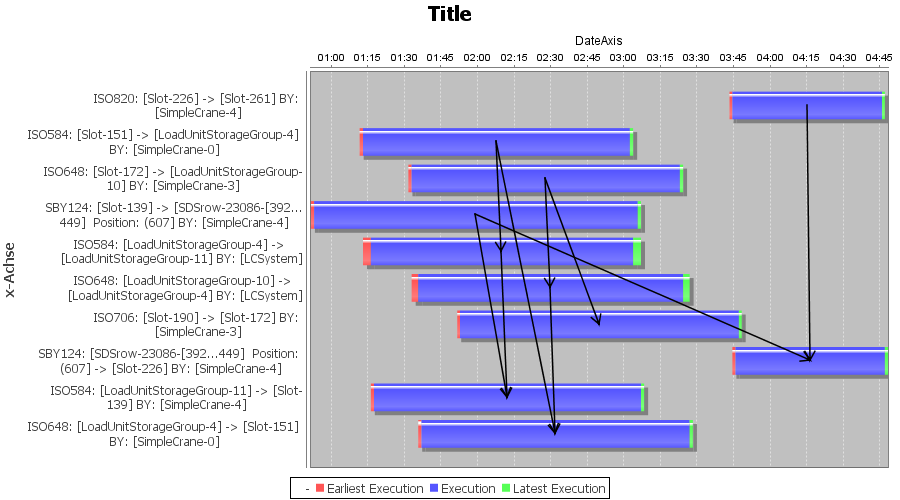 Title
DateAxis
01:00 01:15 01:30 01:45 02:00 02:15 02:30 02:45 03:00 03:15 03:30 03:45 04:00 04:15 04:30 04:45
x-Achse
ISO820: [Slot-226] -> [Slot-261] BY:
[SimpleCrane-4]
ISO584: [Slot-151] -> [LoadUnitStorageGroup-4]
BY: [SimpleCrane-0]
ISO648: [Slot-172] -> [LoadUnitStorageGroup-
10] BY: [SimpleCrane-3]
SBY124: [Slot-139] -> [SDSrow-23086-[392...
449] Position: (607] BY: [SimpleCrane-4]
ISO584: [LoadUnitStorageGroup-4] ->
[LoadUnitStorageGroup-11] BY: [LCSystem]
ISO648: [LoadUnitStorageGroup-10] ->
[LoadUnitStorageGroup-4] BY: [LCSystem]
ISO706: [Slot-190] -> [Slot-172] BY:
[SimpleCrane-3]
SBY124: [SDSrow-23086-[392...449] Position:
(607] -> [Slot-226] BY: [SimpleCrane-4]
ISO584: [LoadUnitStorageGroup-11] -> [Slot-
139] BY: [SimpleCrane-4]
ISO648: [LoadUnitStorageGroup-4] -> [Slot-151]
BY: [SimpleCrane-0]
- Earliest Execution Execution Latest Execution